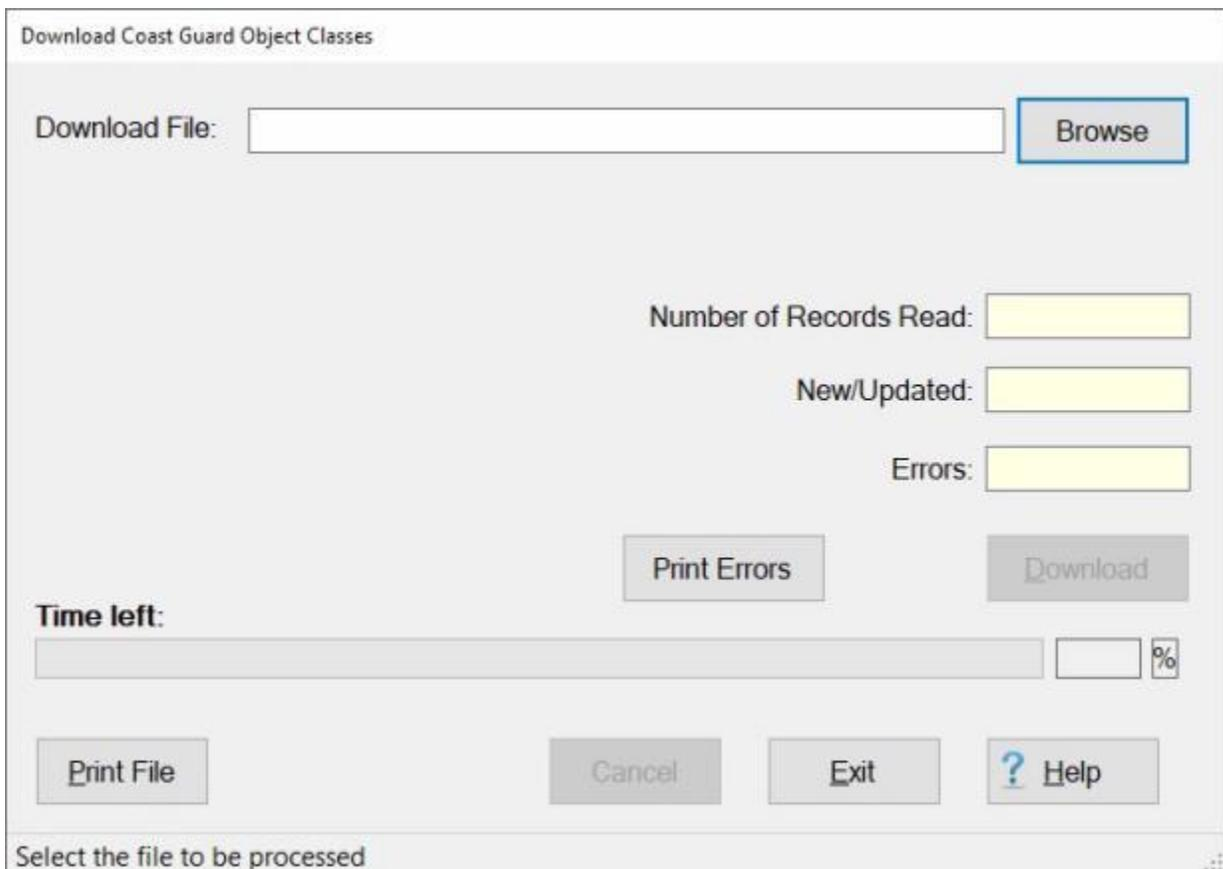 Download Coast Guard Object Classes
Download File:
Browse
Number of Records Read:
New/Updated:
Errors:
Print Errors
Download
Time left:
%
Print File
Cancel
Exit
? Help
Select the file to be processed